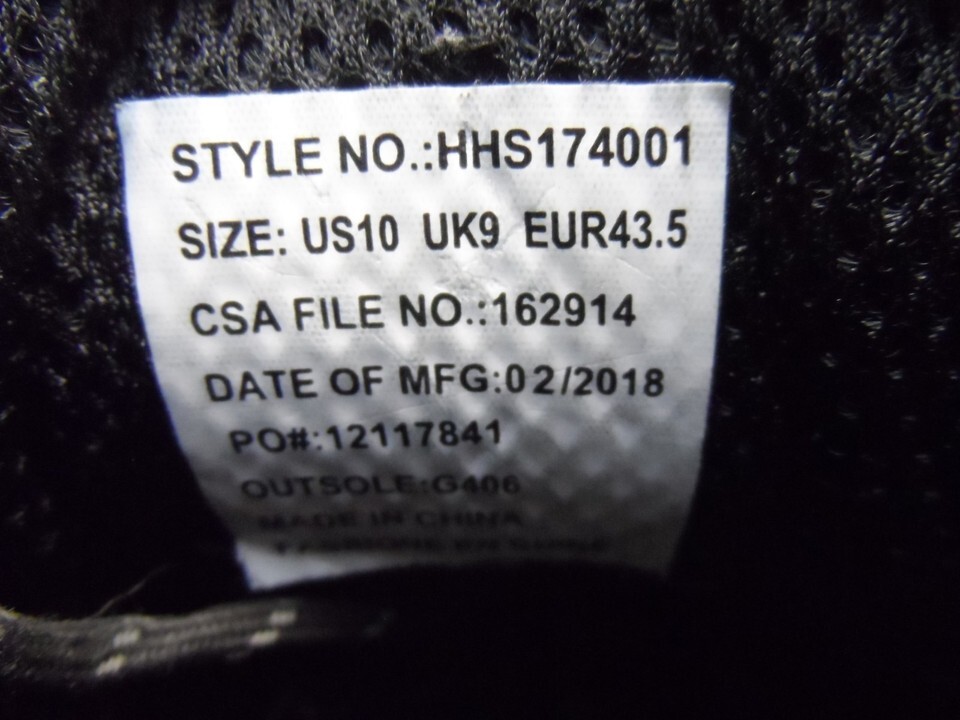 STYLE NO.:HHS174001
SIZE: US10 UK9 EUR43.5
CSA FILE NO.:162914
DATE OF MFG:02/2018
PO#:12117841
OUTSOLE:G406
MADE IN CHINA